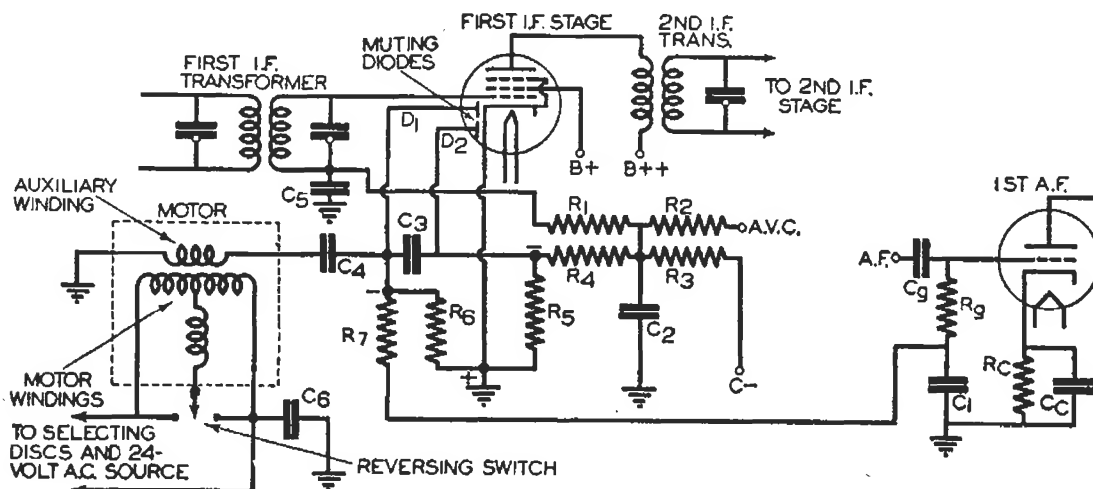 FIRST I.F. STAGE
MUTING
DIODES
2ND I.F.
TRANS.
FIRST I.F.
TRANSFORMER
TO 2ND I.F.
STAGE
D1
D2
B+
B++
C5
AUXILIARY
WINDING
MOTOR
R1
R2
A.V.C.
1ST A.F.
C3
C4
R4
R3
A.F.
Cg
Rg
R7
R6
R5
C2
C-
MOTOR
WINDINGS
C6
RC
C1
CC
TO SELECTING
DISCS AND 24-
VOLT A.C. SOURCE
REVERSING SWITCH